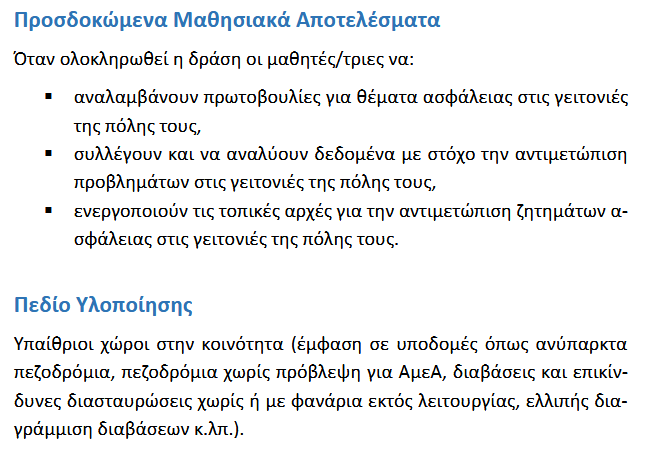 Προσδοκώμενα Μαθησιακά Αποτελέσματα
Όταν ολοκληρωθεί η δράση οι μαθητές/τριες να:
▪ αναλαμβάνουν πρωτοβουλίες για θέματα ασφάλειας στις γειτονιές
της πόλης τους,
▪ συλλέγουν και να αναλύουν δεδομένα με στόχο την αντιμετώπιση
προβλημάτων στις γειτονιές της πόλης τους,
▪ ενεργοποιούν τις τοπικές αρχές για την αντιμετώπιση ζητημάτων α-
σφάλειας στις γειτονιές της πόλης τους.
Πεδίο Υλοποίησης
Υπαίθριοι χώροι στην κοινότητα (έμφαση σε υποδομές όπως ανύπαρκτα
πεζοδρόμια, πεζοδρόμια χωρίς πρόβλεψη για ΑμεΑ, διαβάσεις και επικίν-
δυνες διασταυρώσεις χωρίς ή με φανάρια εκτός λειτουργίας, ελλιπής δια-
γράμμιση διαβάσεων κ.λπ.).